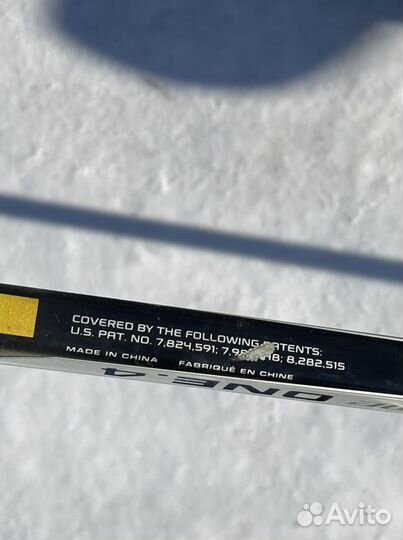 COVERED BY THE FOLLOWING PATENTS:
U.S. PAT. NO. 7,824,591; 8,282,515
MADE IN CHINA FABRIQUÉ EN CHINE
ONE.4
Avito